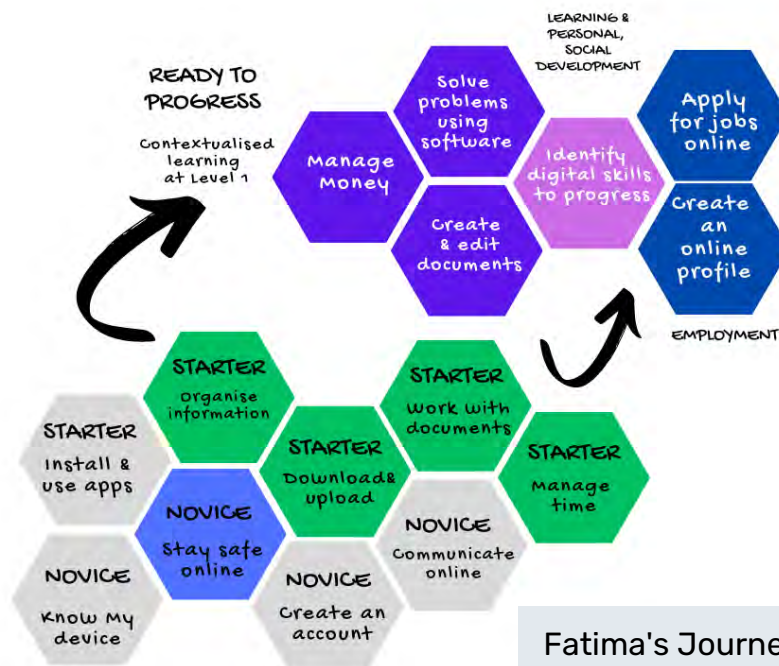 LEARNING &
PERSONAL,
SOCIAL
DEVELOPMENT
READY TO
PROGRESS
Contextualised
learning
at Level 1
Manage
Money
Solve
problems
using
software
Create
& edit
documents
Identify
digital skills
to progress
Apply
for jobs
online
Create
an
online
profile
EMPLOYMENT
STARTER
Organise
information
STARTER
Work with
documents
STARTER
Install &
use apps
STARTER
Download&
upload
STARTER
Manage
time
NOVICE
Stay safe
online
NOVICE
Communicate
online
NOVICE
Know My
device
NOVICE
Create an
account
Fatima's Journe